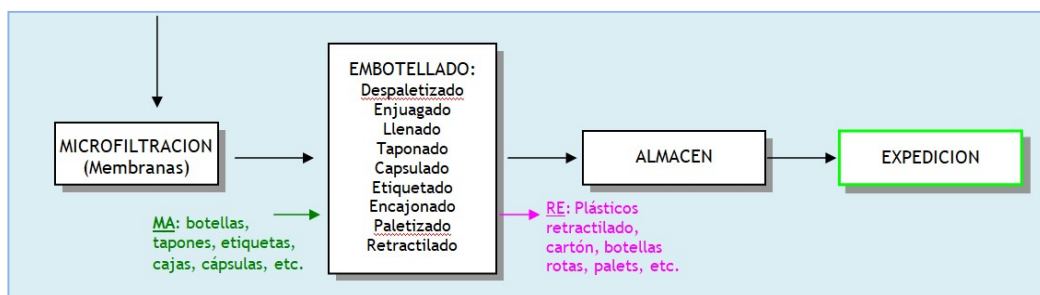 MICROFILTRACION
(Membranas)
MA: botellas,
tapones, etiquetas,
cajas, cápsulas, etc.
EMBOTELLADO:
Despaletizado
Enjuagado
Llenado
Taponado
Capsulado
Etiquetado
Encajonado
Paletizado
Retractilado
RE: Plásticos
retractilado,
cartón, botellas
rotas, palets, etc.
ALMACEN
EXPEDICION